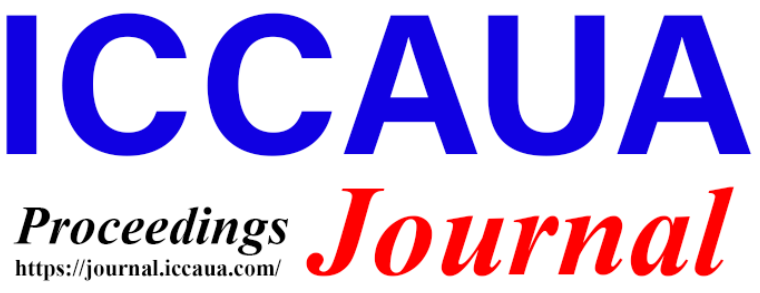 ICCAUA
Proceedings Journal
https://journal.iccaua.com/